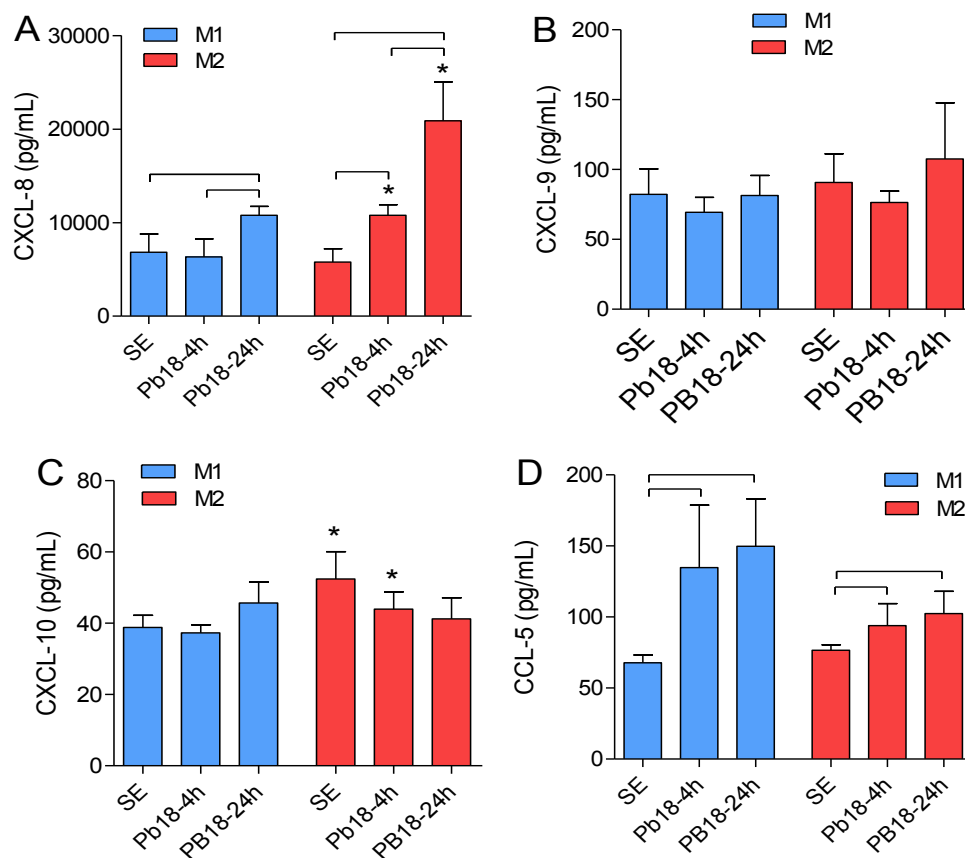 A
M1
M2
CXCL-8 (pg/mL)
30000
20000
10000
0
*
*
SE
Pb18-4h
Pb18-24h
SE
Pb18-4h
Pb18-24h
B
M1
M2
CXCL-9 (pg/mL)
200
150
100
50
0
SE
Pb18-4h
PB18-24h
SE
Pb18-4h
PB18-24h
C
M1
M2
CXCL-10 (pg/mL)
80
60
40
20
0
*
*
SE
Pb18-4h
PB18-24h
SE
Pb18-4h
PB18-24h
D
M1
M2
CCL-5 (pg/mL)
200
150
100
50
0
SE
Pb18-4h
PB18-24h
SE
Pb18-4h
PB18-24h